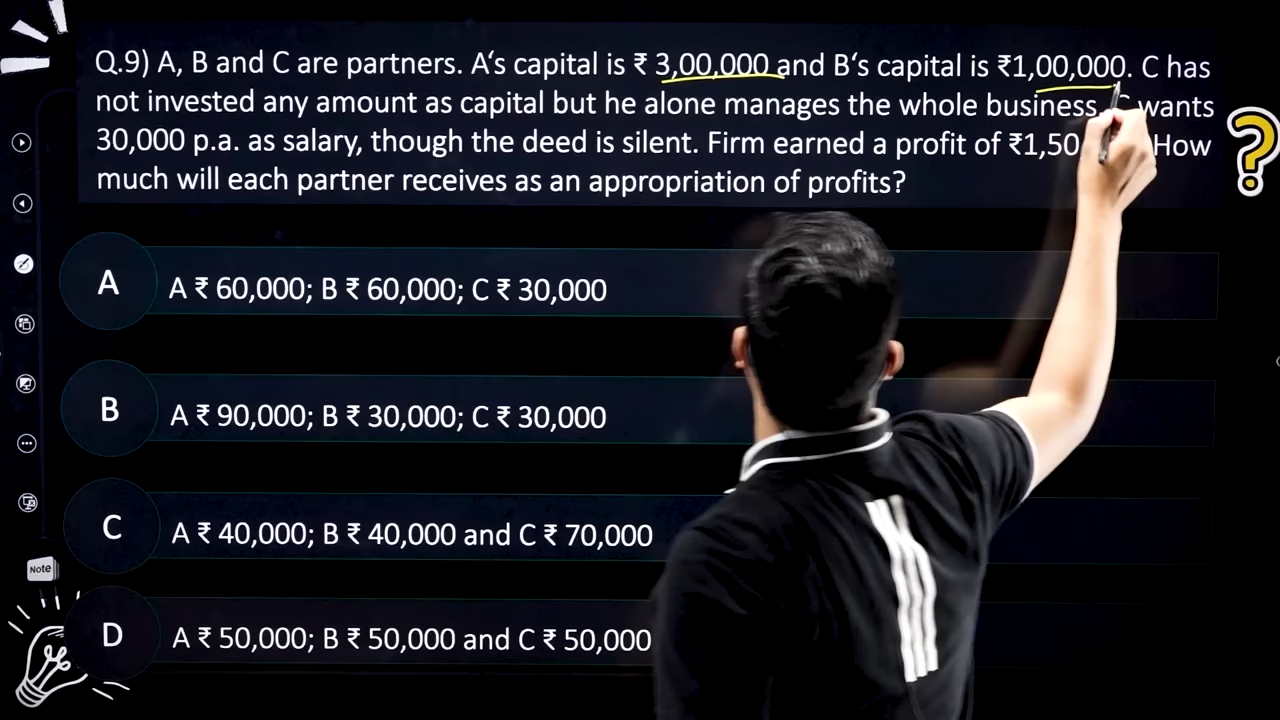 Q.9) A, B and C are partners. A‘s capital is ₹ 3,00,000 and B‘s capital is ₹1,00,000. C has
not invested any amount as capital but he alone manages the whole business. C wants
30,000 p.a. as salary, though the deed is silent. Firm earned a profit of ₹1,50 How
much will each partner receives as an appropriation of profits?
A A ₹ 60,000; B ₹ 60,000; C ₹ 30,000
B A ₹ 90,000; B ₹ 30,000; C ₹ 30,000
C A ₹ 40,000; B ₹ 40,000 and C ₹ 70,000
Note
D A ₹ 50,000; B ₹ 50,000 and C ₹ 50,000